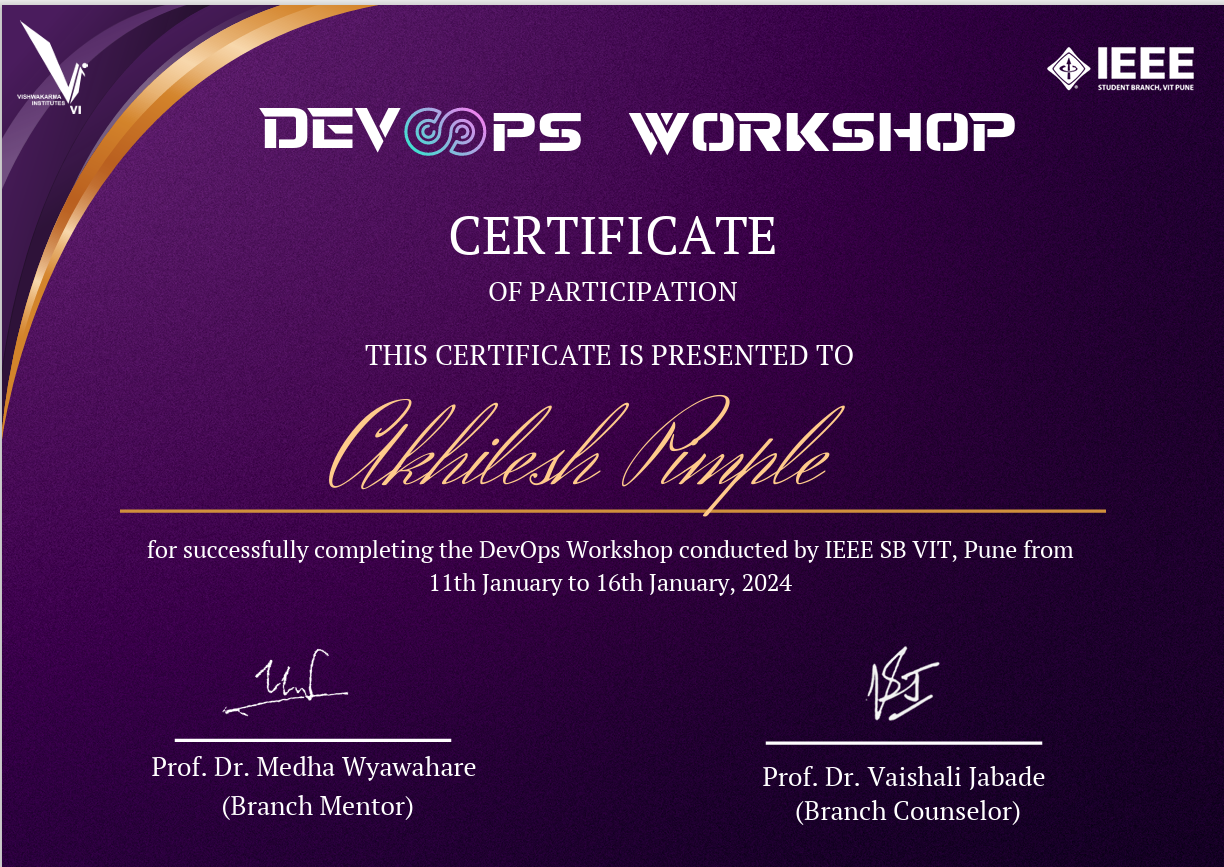 VISHWAKARMA
INSTITUTES
VI
IEEE
STUDENT BRANCH, VIT PUNE
DEVOPS WORKSHOP
CERTIFICATE
OF PARTICIPATION
THIS CERTIFICATE IS PRESENTED TO
Akhilesh Pimple
for successfully completing the DevOps Workshop conducted by IEEE SB VIT, Pune from
11th January to 16th January, 2024
Prof. Dr. Medha Wyawahare
(Branch Mentor)
Prof. Dr. Vaishali Jabade
(Branch Counselor)